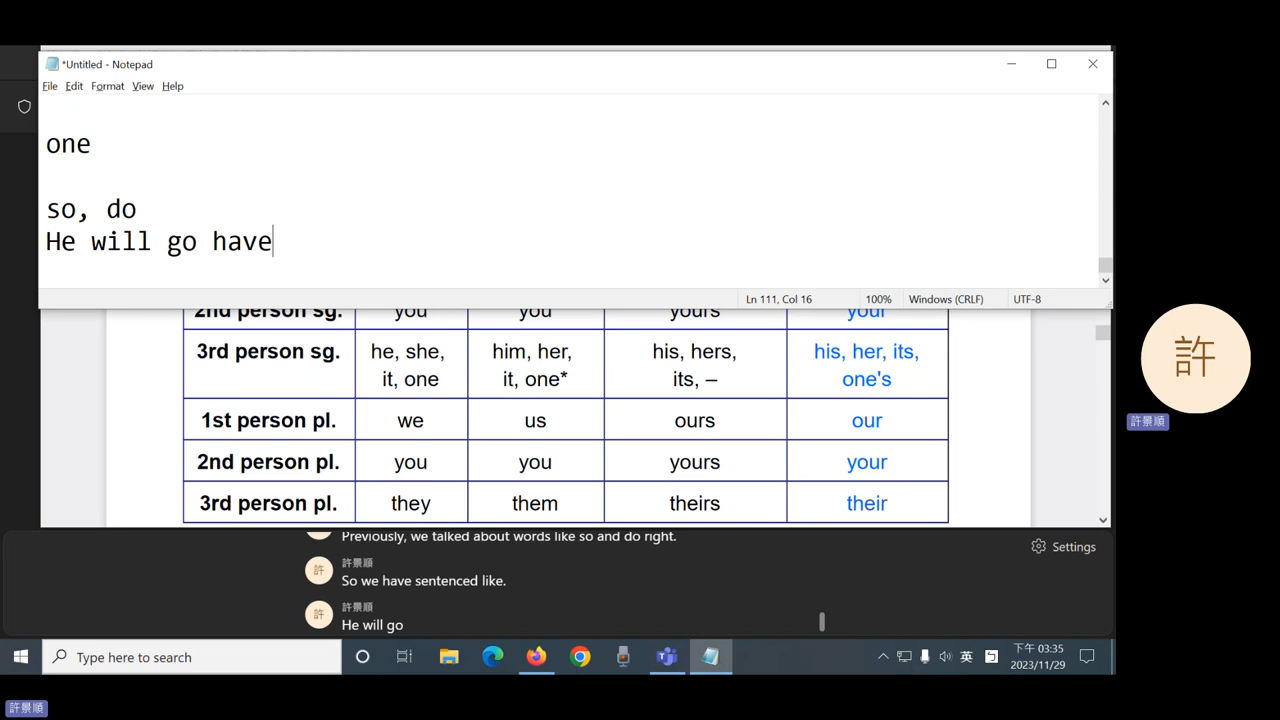 *Untitled - Notepad
File Edit Format View Help
one
so, do
He will go have
Ln 111, Col 16 100% Windows (CRLF) UTF-8
2nd person sg. you you yours your
3rd person sg. he, she, it, one him, her, it, one* his, hers, its, – his, her, its, one's
1st person pl. we us ours our
2nd person pl. you you yours your
3rd person pl. they them theirs their
Previously, we talked about words like so and do right.
許景順
So we have sentenced like.
許景順
He will go
許
許
Settings
許
許景順
Type here to search
英
下午 03:35
2023/11/29
許景順